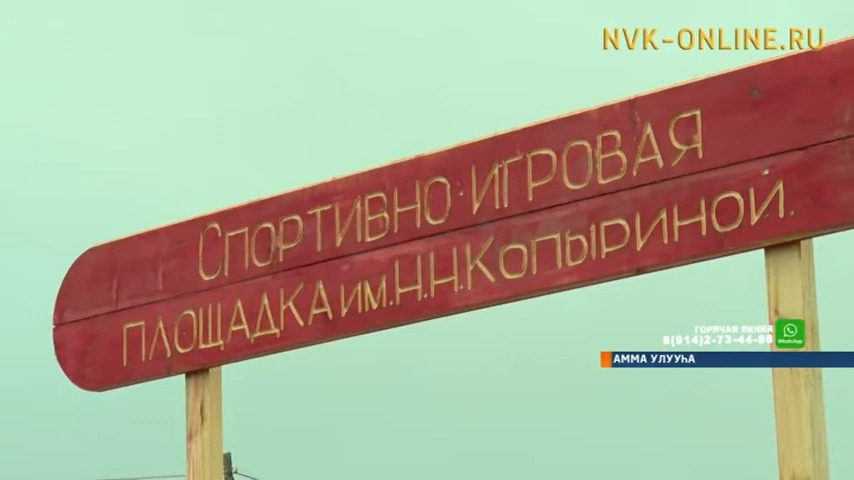 NVK-ONLINE.RU
СПОРТИВНО-ИГРОВАЯ
ПЛОЩАДКА ИМ. Н.Н. КОПЫРИНОЙ.
ГОРЯЧАЯ ЛИНИЯ
8(914)2-73-44-88
WhatsApp
АММА УЛУУҺА